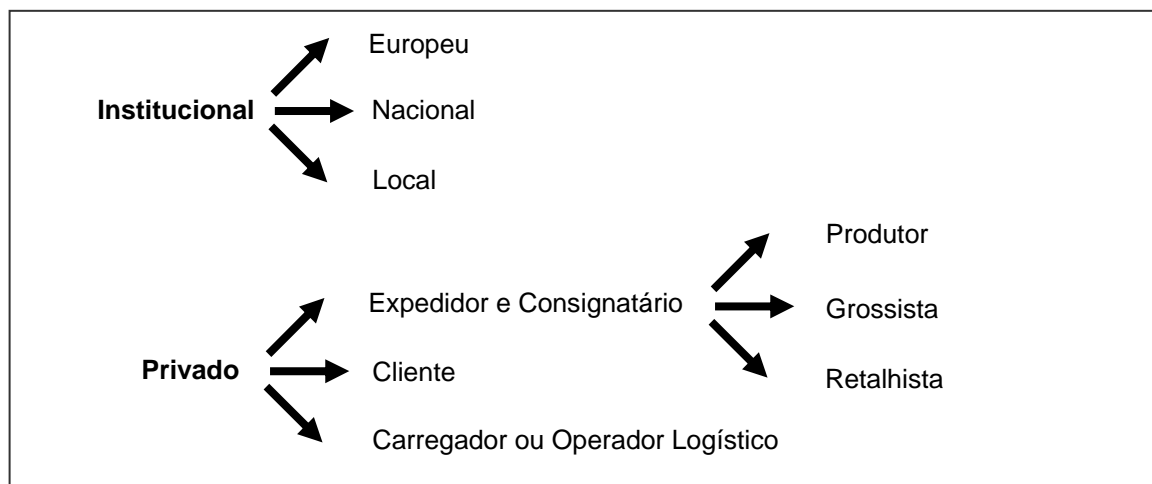 Europeu
Institucional
Nacional
Local
Produtor
Expedidor e Consignatário
Grossista
Privado
Cliente
Retalhista
Carregador ou Operador Logístico